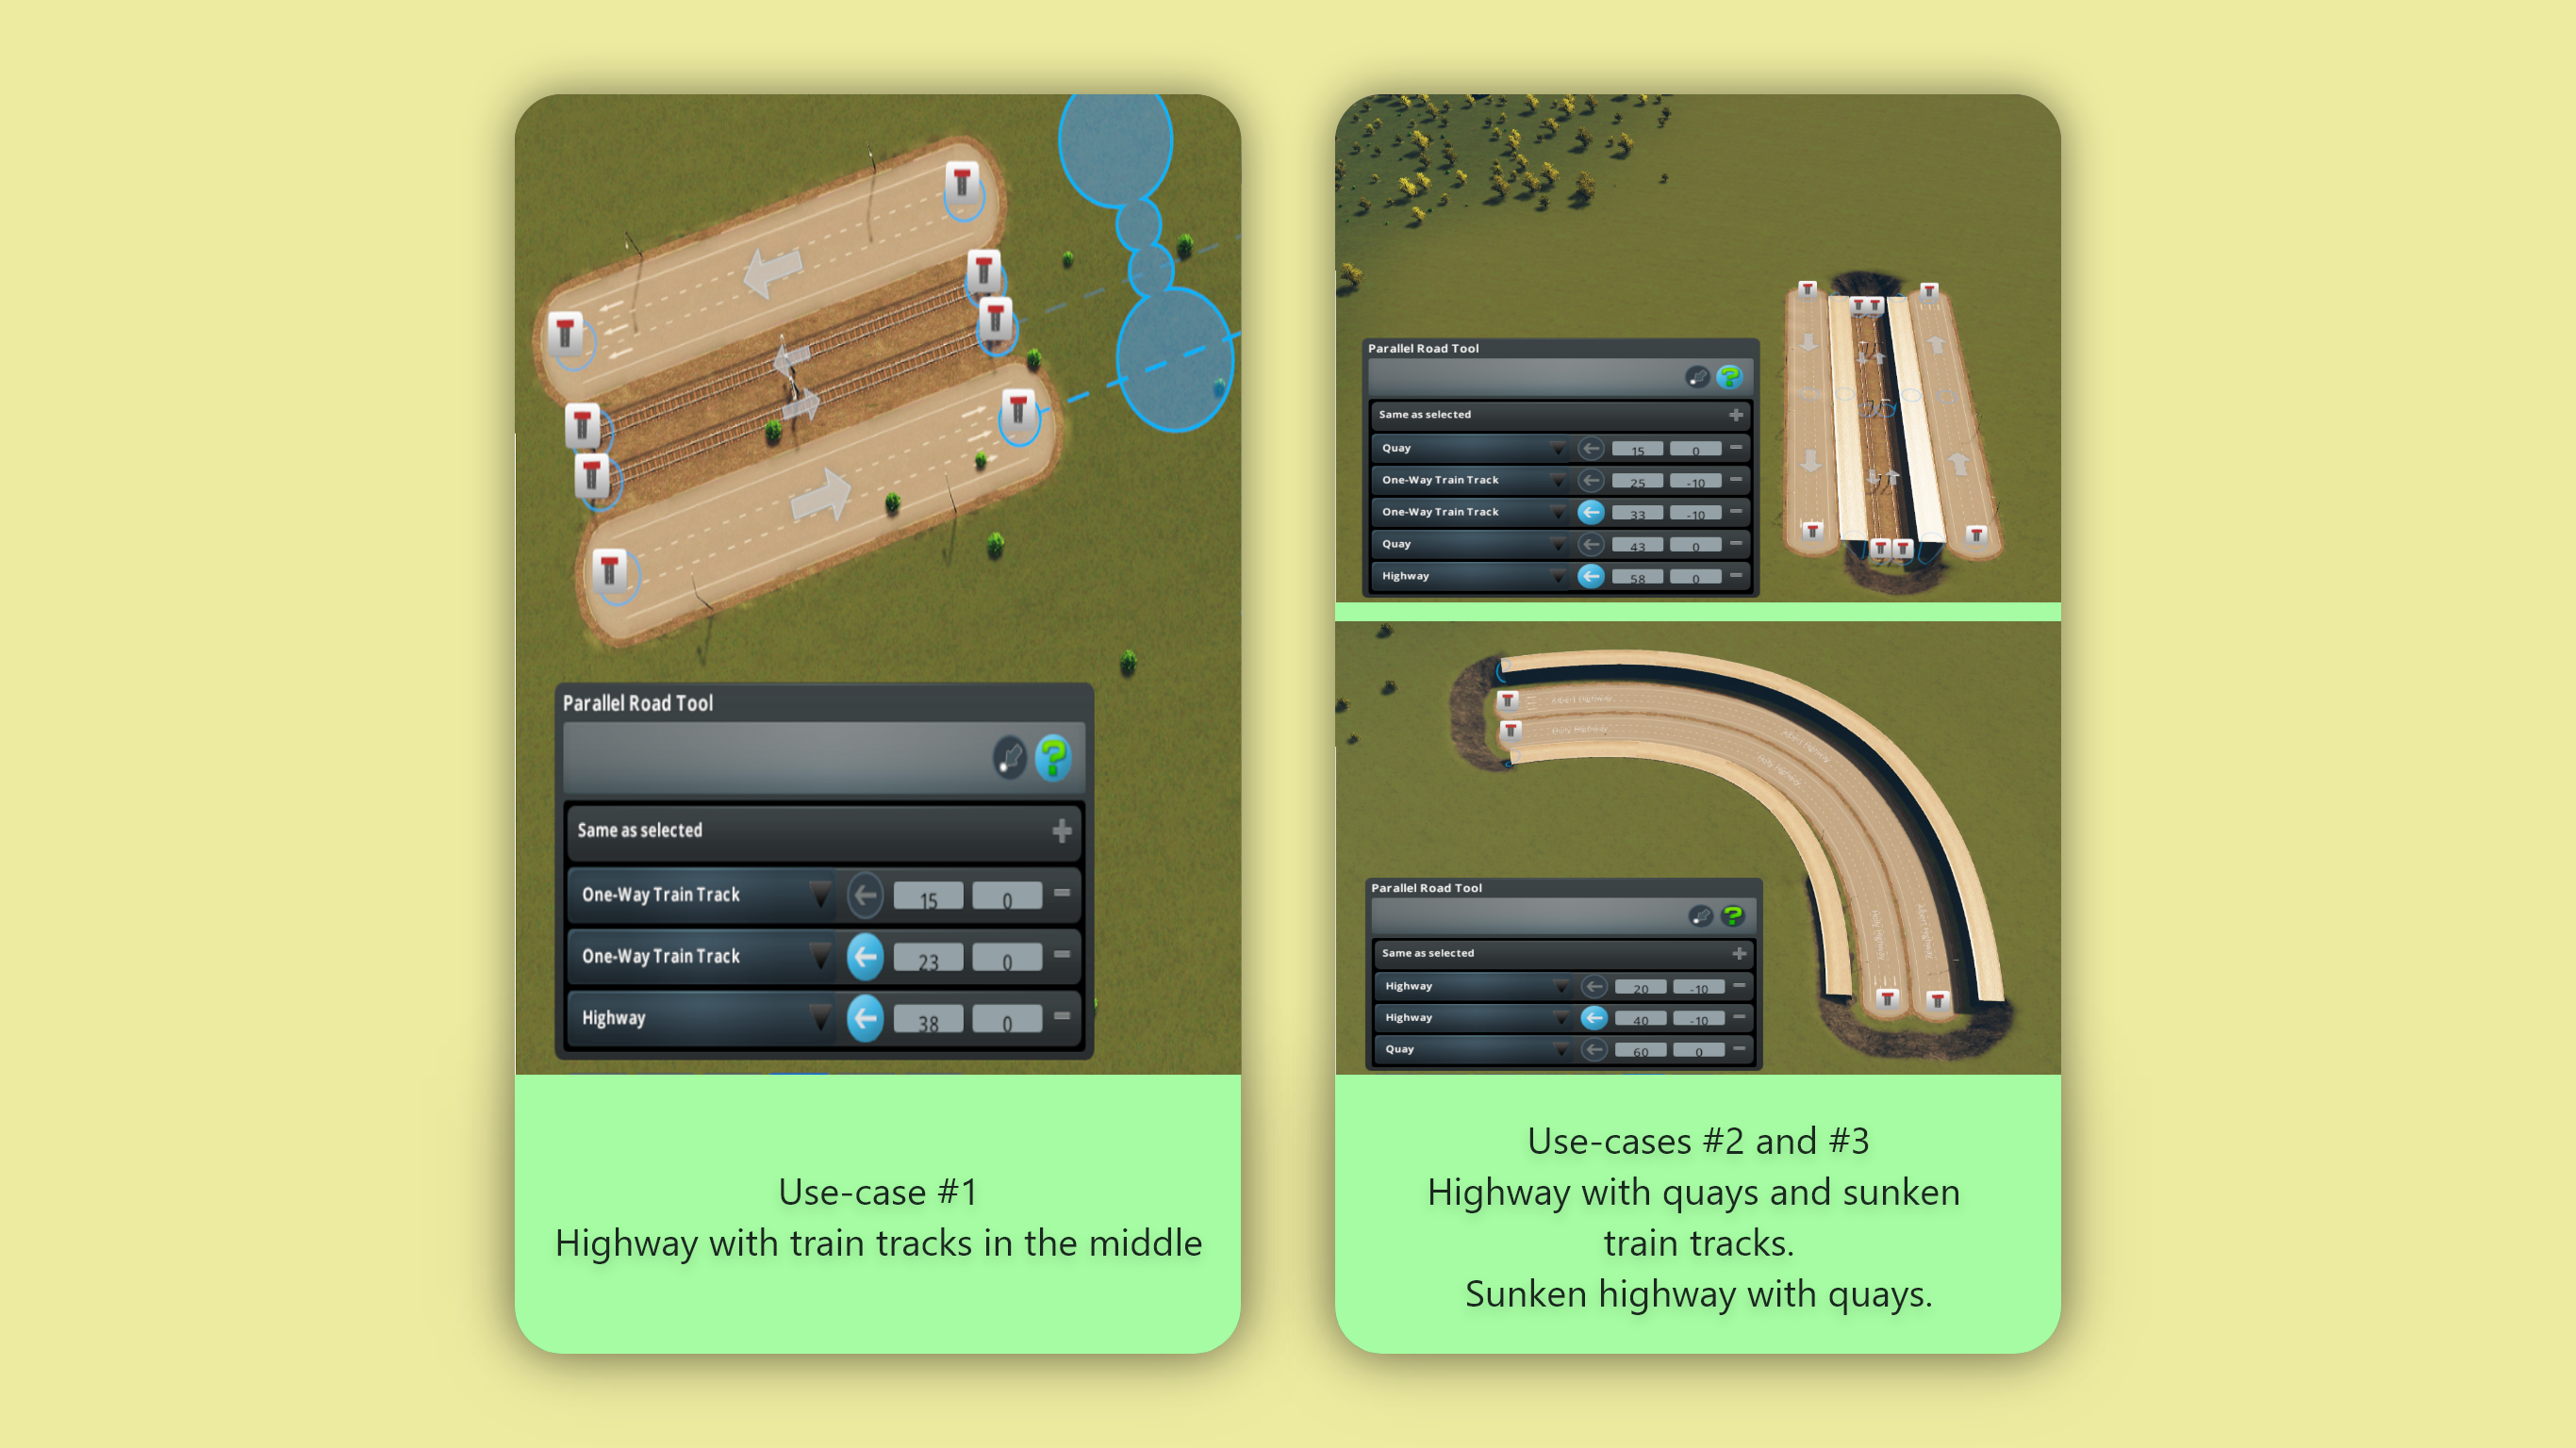 Parallel Road Tool
Same as selected
One-Way Train Track 15 0
One-Way Train Track 23 0
Highway 38 0
Use-case #1
Highway with train tracks in the middle
Parallel Road Tool
Same as selected
Quay 15 0
One-Way Train Track 25 -10
One-Way Train Track 33 -10
Quay 43 0
Highway 58 0
Holly Highway
Holly Highway
Parallel Road Tool
Same as selected
Highway 20 -10
Highway 40 -10
Quay 60 0
Use-cases #2 and #3
Highway with quays and sunken
train tracks.
Sunken highway with quays.